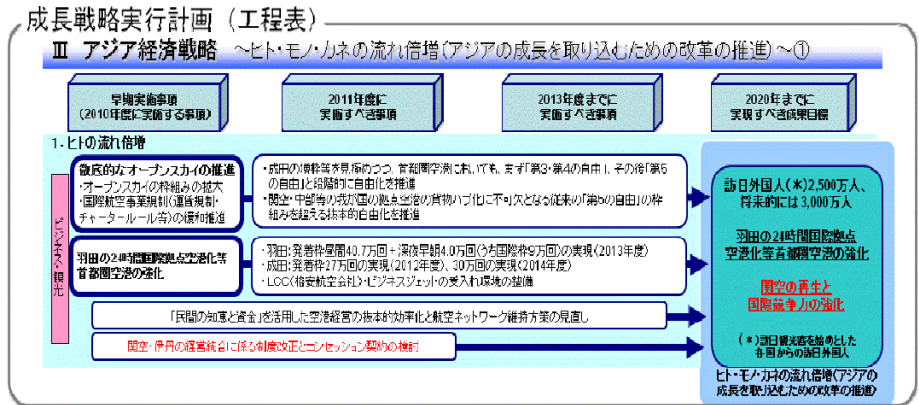 成長戦略実行計画（工程表）
Ⅲ アジア経済戦略 ～ヒト・モノ・カネの流れ倍増（アジアの成長を取り込むための改革の推進）～①
早期実施事項
（2010年度に実施する事項）
2011年度に
実施すべき事項
2013年度までに
実施すべき事項
2020年までに
実現すべき成果目標
1．ヒトの流れ倍増
ビジネス・観光
徹底的なオープンスカイの推進
・オープンスカイの枠組みの拡大
・国際航空事業規制（運賃規制・
チャータールール等）の緩和推進
・成田の増枠等を見極めつつ、首都圏空港においても、まず「第3・第4の自由」、その後「第5
の自由」と段階的に自由化を推進
・関空・中部等の我が国の拠点空港の貨物ハブ化に不可欠となる従来の「第5の自由」の枠
組みを超える抜本的自由化を推進
羽田の24時間国際拠点空港化等
首都圏空港の強化
・羽田：発着枠昼間40.7万回＋深夜早朝4.0万回（うち国際枠9万回）の実現（2013年度）
・成田：発着枠27万回の実現（2012年度）、30万回の実現（2014年度）
・LCC（格安航空会社）・ビジネスジェットの受入れ環境の整備
「民間の知恵と資金」を活用した空港経営の抜本的効率化と航空ネットワーク維持方策の見直し
関空・伊丹の経営統合に係る制度改正とコンセッション契約の検討
訪日外国人（＊）2,500万人、
将来的には3,000万人
羽田の24時間国際拠点
空港化等首都圏空港の強化
関空の再生と
国際競争力の強化
（＊）訪日観光客を始めとした
各国からの訪日外国人
ヒト・モノ・カネの流れ倍増（アジアの
成長を取り込むための改革の推進）